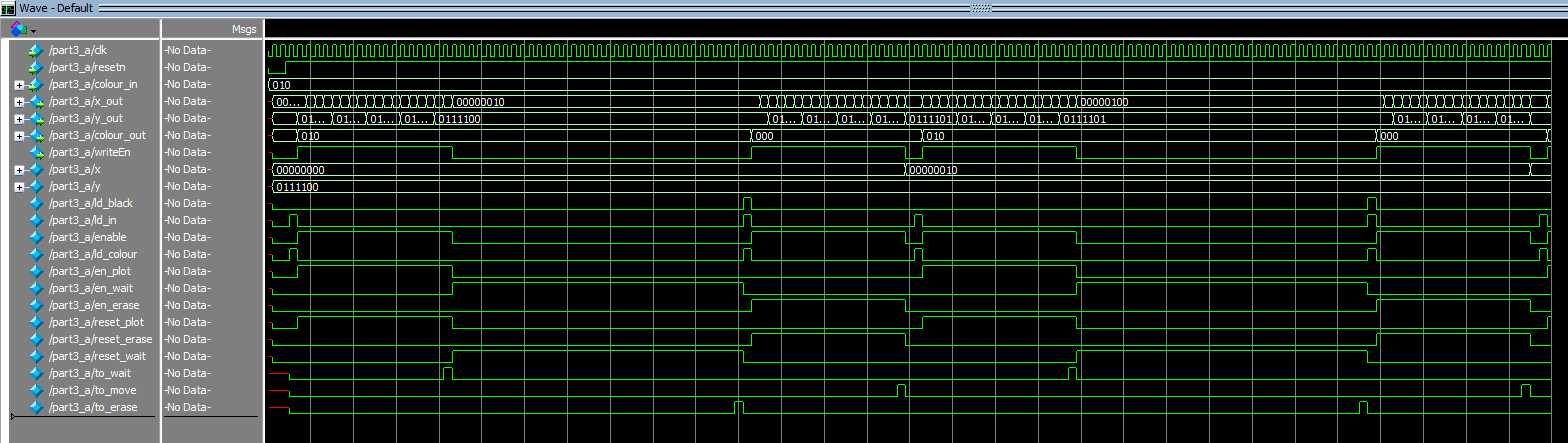 Wave - Default
Msgs
/part3_a/clk -No Data-
/part3_a/resetn -No Data-
/part3_a/colour_in -No Data- 010
/part3_a/x_out -No Data- 00... 00000010 00000100
/part3_a/y_out -No Data- 01... 01... 01... 01... 0111100 01... 01... 01... 01... 0111101 01... 01... 01... 0111101 01... 01... 01... 01...
/part3_a/colour_out -No Data- 010 000 010 000
/part3_a/writeEn -No Data-
/part3_a/x -No Data- 00000000 00000010
/part3_a/y -No Data- 0111100
/part3_a/ld_black -No Data-
/part3_a/ld_in -No Data-
/part3_a/enable -No Data-
/part3_a/ld_colour -No Data-
/part3_a/en_plot -No Data-
/part3_a/en_wait -No Data-
/part3_a/en_erase -No Data-
/part3_a/reset_plot -No Data-
/part3_a/reset_erase -No Data-
/part3_a/reset_wait -No Data-
/part3_a/to_wait -No Data-
/part3_a/to_move -No Data-
/part3_a/to_erase -No Data-